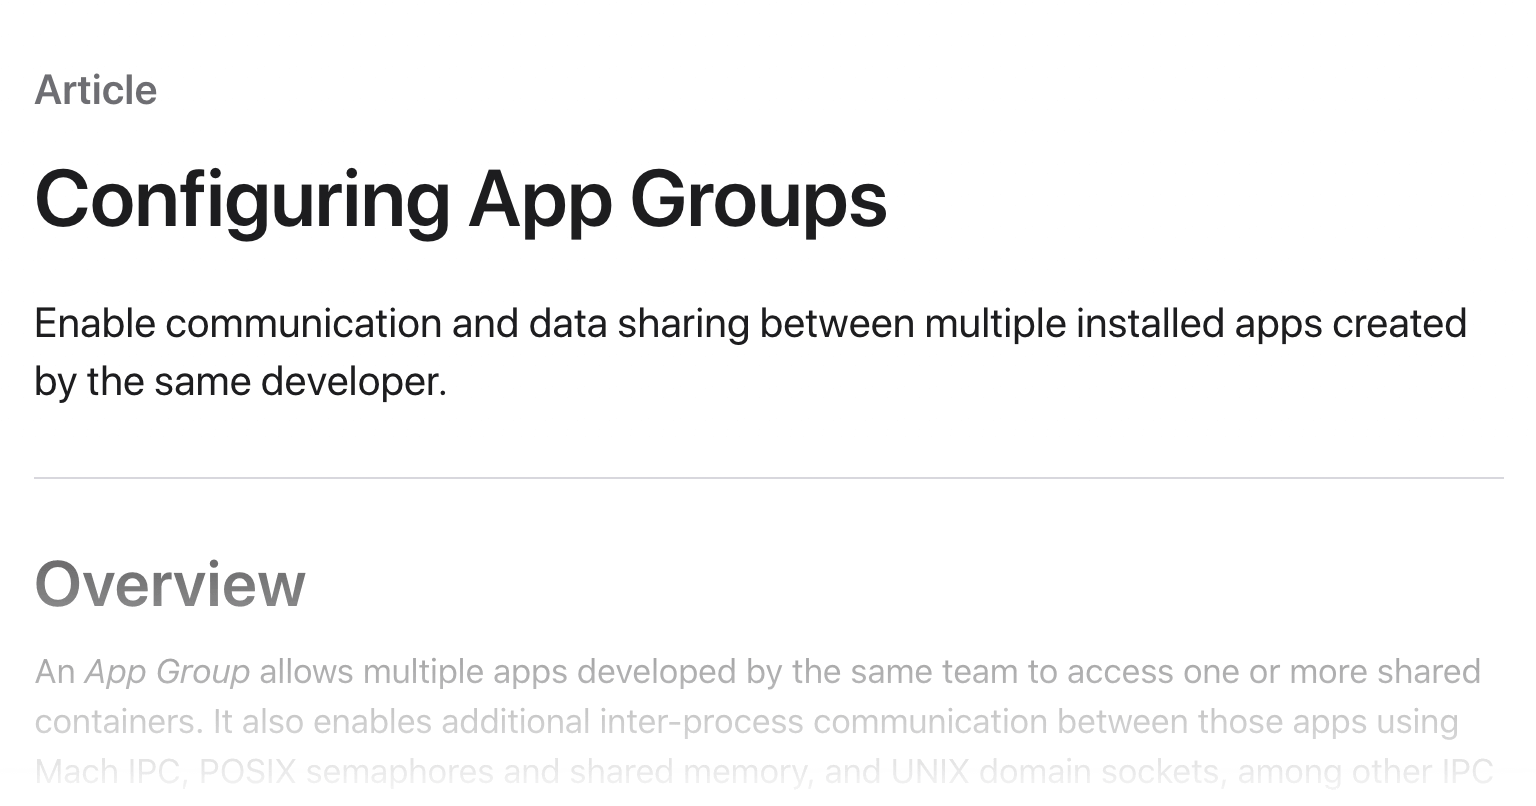 Article
Configuring App Groups
Enable communication and data sharing between multiple installed apps created
by the same developer.
Overview
An App Group allows multiple apps developed by the same team to access one or more shared
containers. It also enables additional inter-process communication between those apps using
Mach IPC, POSIX semaphores and shared memory, and UNIX domain sockets, among other IPC